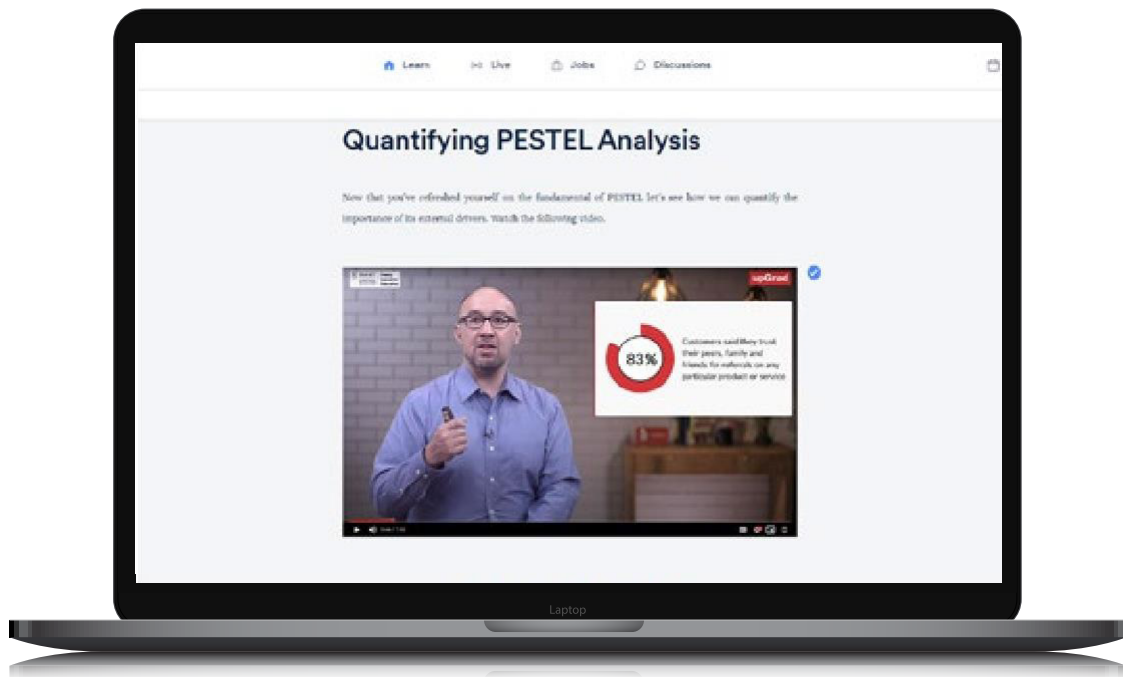 Learn Live Jobs Discussions
Quantifying PESTEL Analysis
Now that you've refreshed yourself on the fundamental of PESTEL let's see how we can quantify the
importance of its external drivers. Watch the following video.
upGrad
83%
Customers said they trust
their peers, family and
friends for referrals on any
particular product or service
Laptop